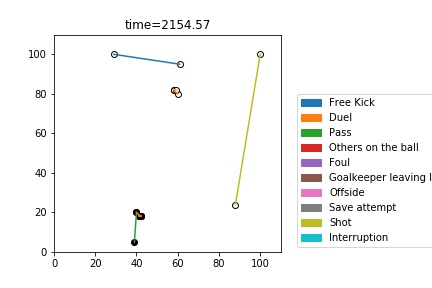 time=2154.57
100
80
60
40
20
0
0
20
40
60
80
100
Free Kick
Duel
Pass
Others on the ball
Foul
Goalkeeper leaving l
Offside
Save attempt
Shot
Interruption